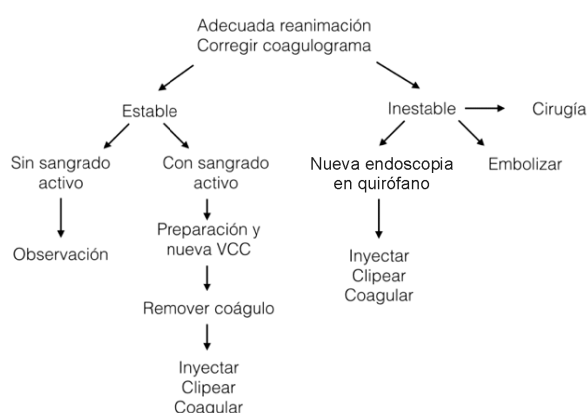 Adecuada reanimación
Corregir coagulograma
Estable
Inestable
Cirugía
Sin sangrado
activo
Con sangrado
activo
Nueva endoscopia
en quirófano
Embolizar
Observación
Preparación y
nueva VCC
Inyectar
Clipear
Coagular
Remover coágulo
Inyectar
Clipear
Coagular